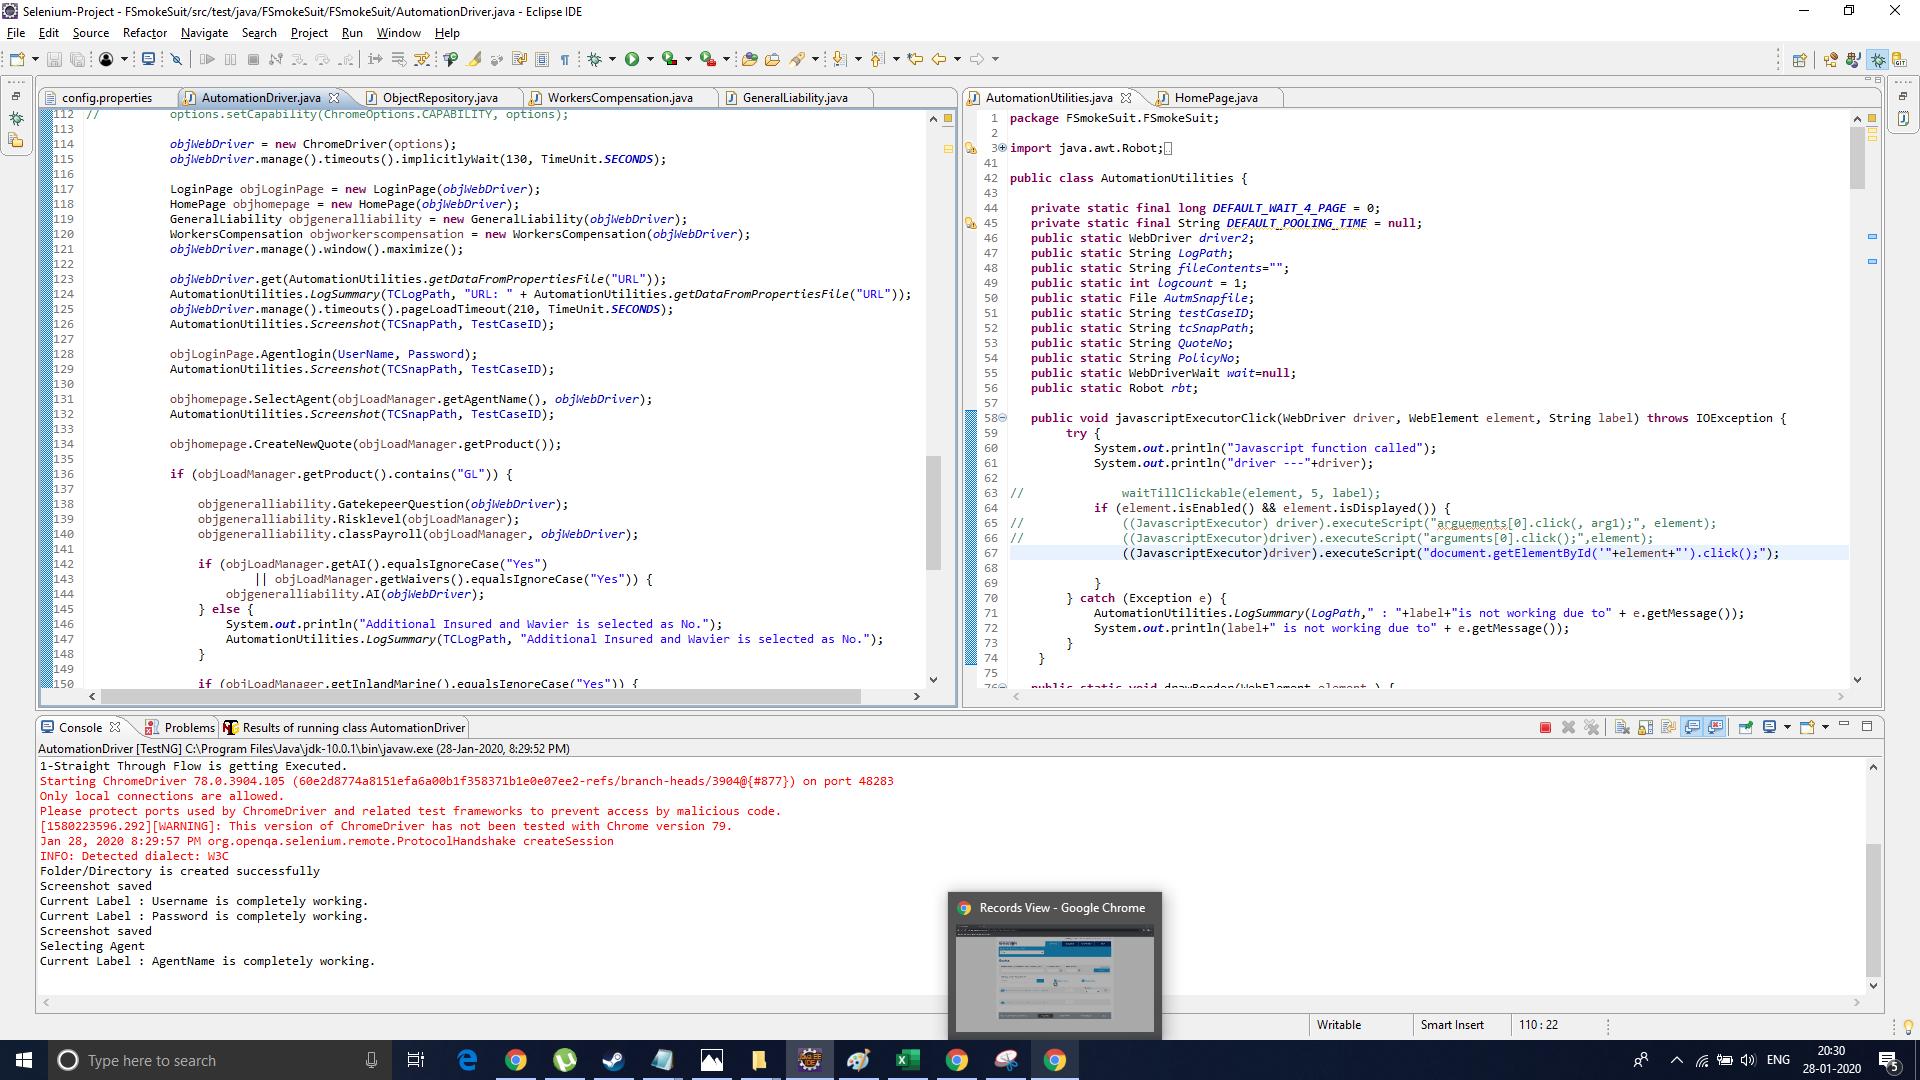 Selenium-Project - FSmokeSuit/src/test/java/FSmokeSuit/FSmokeSuit/AutomationDriver.java - Eclipse IDE
File Edit Source Refactor Navigate Search Project Run Window Help
config.properties AutomationDriver.java ObjectRepository.java WorkersCompensation.java GeneralLiability.java
112 // options.setCapability(ChromeOptions.CAPABILITY, options);
113
114 objWebDriver = new ChromeDriver(options);
115 objWebDriver.manage().timeouts().implicitlyWait(130, TimeUnit.SECONDS);
116
117 LoginPage objLoginPage = new LoginPage(objWebDriver);
118 HomePage objhomepage = new HomePage(objWebDriver);
119 GeneralLiability objgeneralliability = new GeneralLiability(objWebDriver);
120 WorkersCompensation objworkerscompensation = new WorkersCompensation(objWebDriver);
121 objWebDriver.manage().window().maximize();
122
123 objWebDriver.get(AutomationUtilities.getDataFromPropertiesFile("URL"));
124 AutomationUtilities.LogSummary(TCLogPath, "URL: " + AutomationUtilities.getDataFromPropertiesFile("URL"));
125 objWebDriver.manage().timeouts().pageLoadTimeout(210, TimeUnit.SECONDS);
126 AutomationUtilities.Screenshot(TCSnapPath, TestCaseID);
127
128 objLoginPage.Agentlogin(UserName, Password);
129 AutomationUtilities.Screenshot(TCSnapPath, TestCaseID);
130
131 objhomepage.SelectAgent(objLoadManager.getAgentName(), objWebDriver);
132 AutomationUtilities.Screenshot(TCSnapPath, TestCaseID);
133
134 objhomepage.CreateNewQuote(objLoadManager.getProduct());
135
136 if (objLoadManager.getProduct().contains("GL")) {
137
138 objgeneralliability.GatekepeerQuestion(objWebDriver);
139 objgeneralliability.Risklevel(objLoadManager);
140 objgeneralliability.classPayroll(objLoadManager, objWebDriver);
141
142 if (objLoadManager.getAI().equalsIgnoreCase("Yes")
143 || objLoadManager.getWaivers().equalsIgnoreCase("Yes")) {
144 objgeneralliability.AI(objWebDriver);
145 } else {
146 System.out.println("Additional Insured and Wavier is selected as No.");
147 AutomationUtilities.LogSummary(TCLogPath, "Additional Insured and Wavier is selected as No.");
148 }
149
150 if (objLoadManager.getInlandMarine().equalsIgnoreCase("Yes")) {
AutomationUtilities.java HomePage.java
1 package FSmokeSuit.FSmokeSuit;
2
3 import java.awt.Robot;
41
42 public class AutomationUtilities {
43
44 private static final long DEFAULT_WAIT_4_PAGE = 0;
45 private static final String DEFAULT_POOLING_TIME = null;
46 public static WebDriver driver2;
47 public static String LogPath;
48 public static String fileContents="";
49 public static int logcount = 1;
50 public static File AutmSnapfile;
51 public static String testCaseID;
52 public static String tcSnapPath;
53 public static String QuoteNo;
54 public static String PolicyNo;
55 public static WebDriverWait wait=null;
56 public static Robot rbt;
57
58 public void javascriptExecutorClick(WebDriver driver, WebElement element, String label) throws IOException {
59 try {
60 System.out.println("Javascript function called");
61 System.out.println("driver ---"+driver);
62
63 // waitTillClickable(element, 5, label);
64 if (element.isEnabled() && element.isDisplayed()) {
65 // ((JavascriptExecutor) driver).executeScript("arguements[0].click(, arg1);", element);
66 // ((JavascriptExecutor)driver).executeScript("arguments[0].click();",element);
67 ((JavascriptExecutor)driver).executeScript("document.getElementById('"+element+"').click();");
68
69 }
70 } catch (Exception e) {
71 AutomationUtilities.LogSummary(LogPath," : "+label+"is not working due to" + e.getMessage());
72 System.out.println(label+" is not working due to" + e.getMessage());
73 }
74 }
75
76 public static void drawBorder(WebElement element ) {
Console Problems Results of running class AutomationDriver
AutomationDriver [TestNG] C:\Program Files\Java\jdk-10.0.1\bin\javaw.exe (28-Jan-2020, 8:29:52 PM)
1-Straight Through Flow is getting Executed.
Starting ChromeDriver 78.0.3904.105 (60e2d8774a8151efa6a00b1f358371b1e0e07ee2-refs/branch-heads/3904@{#877}) on port 48283
Only local connections are allowed.
Please protect ports used by ChromeDriver and related test frameworks to prevent access by malicious code.
[1580223596.292][WARNING]: This version of ChromeDriver has not been tested with Chrome version 79.
Jan 28, 2020 8:29:57 PM org.openqa.selenium.remote.ProtocolHandshake createSession
INFO: Detected dialect: W3C
Folder/Directory is created successfully
Screenshot saved
Current Label : Username is completely working.
Current Label : Password is completely working.
Screenshot saved
Selecting Agent
Current Label : AgentName is completely working.
Records View - Google Chrome
Writable Smart Insert 110 : 22
Type here to search
ENG
20:30
28-01-2020
5